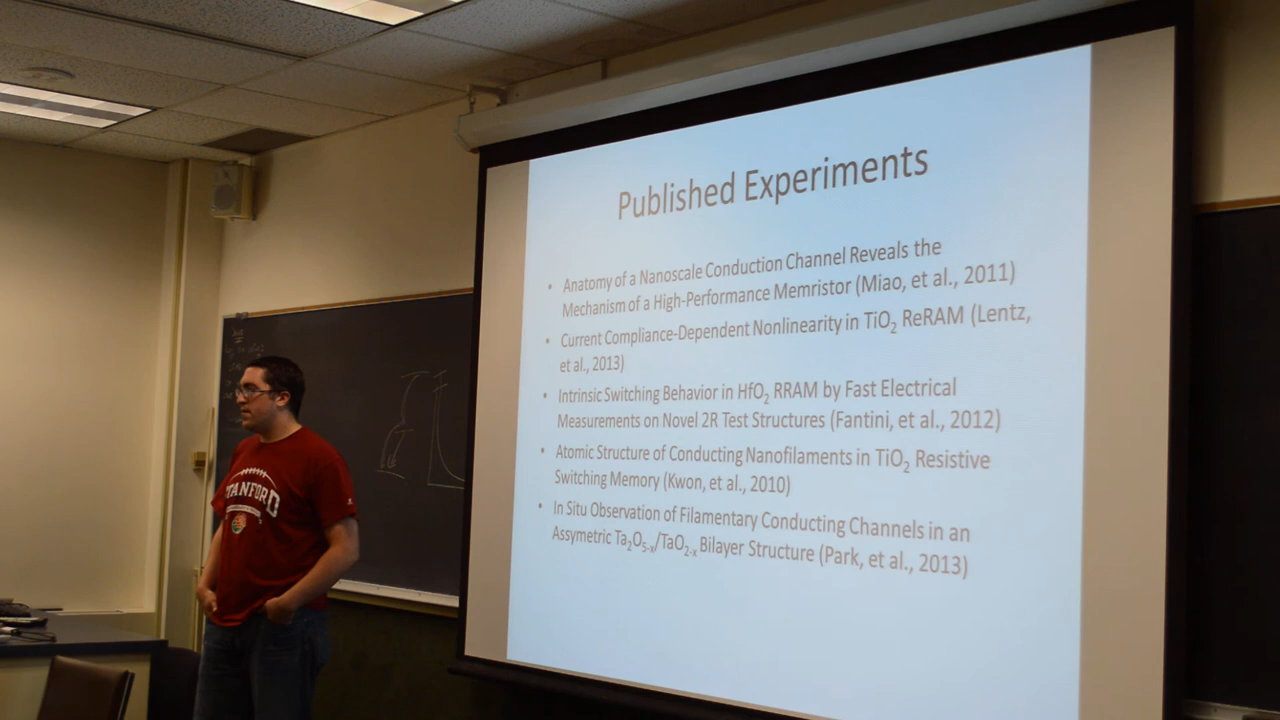 Published Experiments
• Anatomy of a Nanoscale Conduction Channel Reveals the
Mechanism of a High-Performance Memristor (Miao, et al., 2011)
• Current Compliance-Dependent Nonlinearity in TiO₂ ReRAM (Lentz,
et al., 2013)
• Intrinsic Switching Behavior in HfO₂ RRAM by Fast Electrical
Measurements on Novel 2R Test Structures (Fantini, et al., 2012)
• Atomic Structure of Conducting Nanofilaments in TiO₂ Resistive
Switching Memory (Kwon, et al., 2010)
• In Situ Observation of Filamentary Conducting Channels in an
Assymetric Ta₂O₅₋ₓ/TaO₂₋ₓ Bilayer Structure (Park, et al., 2013)
STANFORD